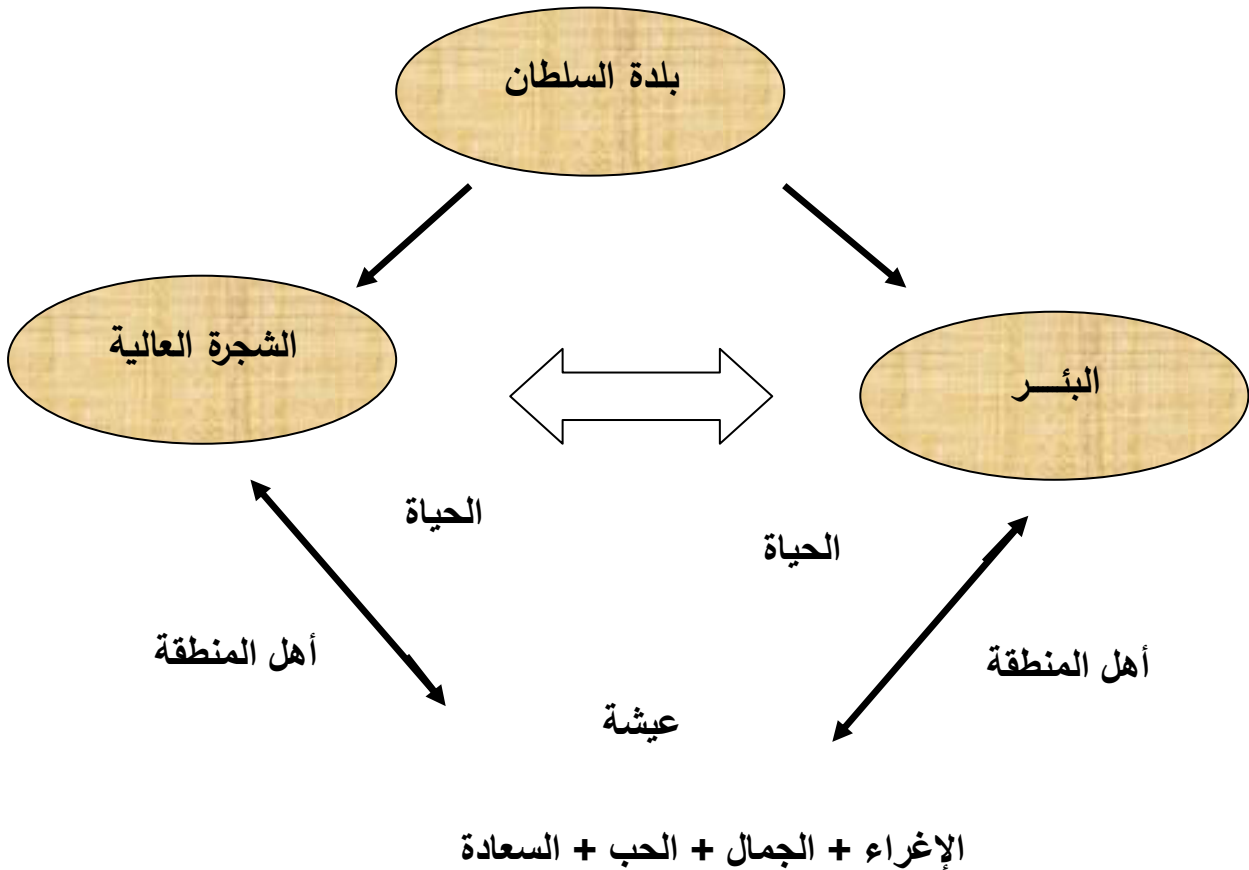 بلدة السلطان
الشجرة العالية
البئـــر
الحياة
الحياة
أهل المنطقة
أهل المنطقة
عيشة
الإغراء + الجمال + الحب + السعادة